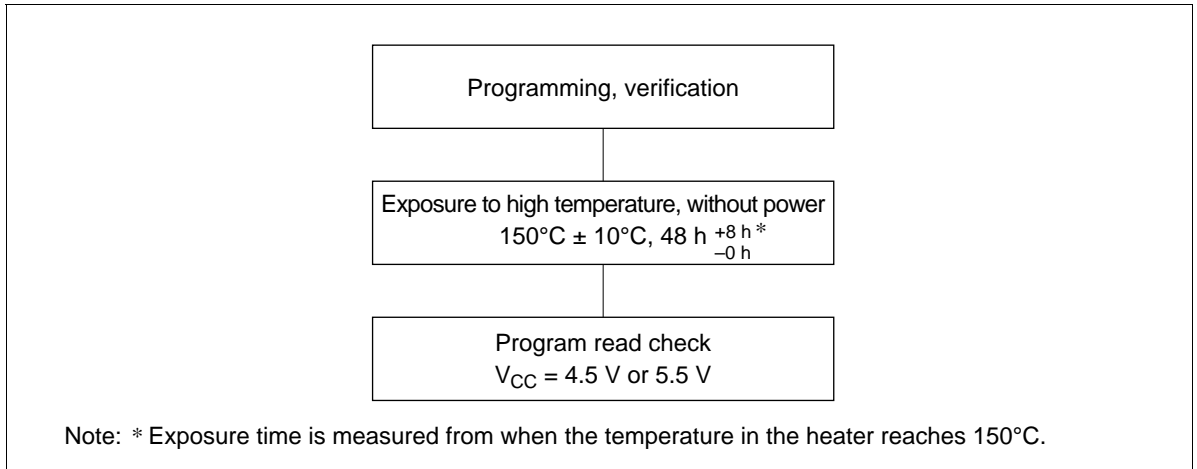 Programming, verification
Exposure to high temperature, without power
150°C ± 10°C, 48 h +8 h *
–0 h
Program read check
VCC = 4.5 V or 5.5 V
Note: * Exposure time is measured from when the temperature in the heater reaches 150°C.